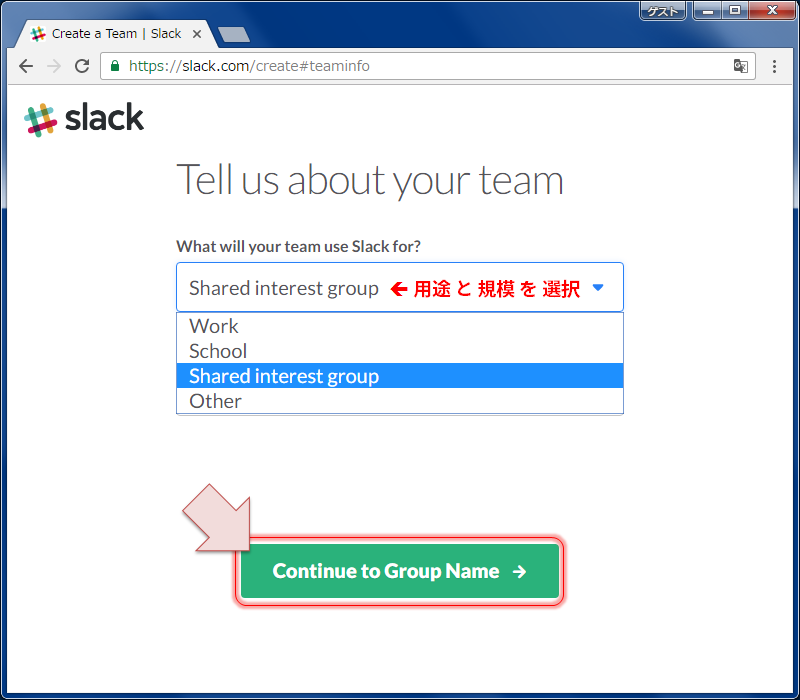 ゲスト
Create a Team | Slack
https://slack.com/create#teaminfo
slack
Tell us about your team
What will your team use Slack for?
Shared interest group ← 用途 と 規模 を 選択
Work
School
Shared interest group
Other
Continue to Group Name →